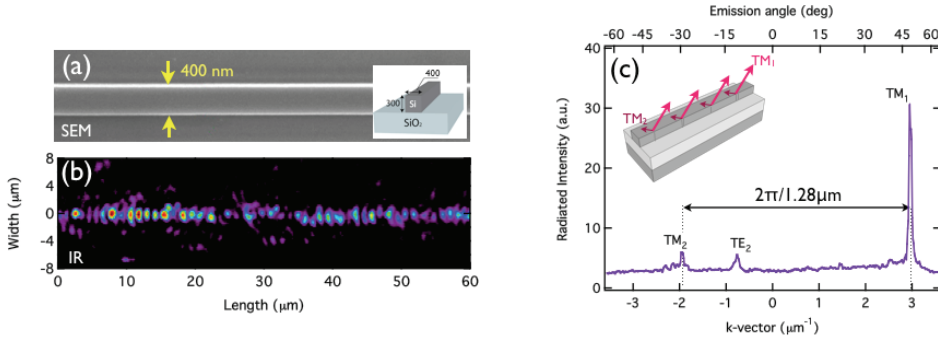 (a)
400 nm
SEM
400
300
Si
SiO₂
(b)
8
4
0
-4
-8
Width (μm)
IR
0
10
20
30
40
50
60
Length (μm)
Emission angle (deg)
-60
-45
-30
-15
0
15
30
45
60
(c)
40
30
20
10
0
Radiated Intensity (a.u.)
TM₁
TM₂
TM₁
2π/1.28μm
TM₂
TE₂
-3
-2
-1
0
1
2
3
k-vector (μm⁻¹)